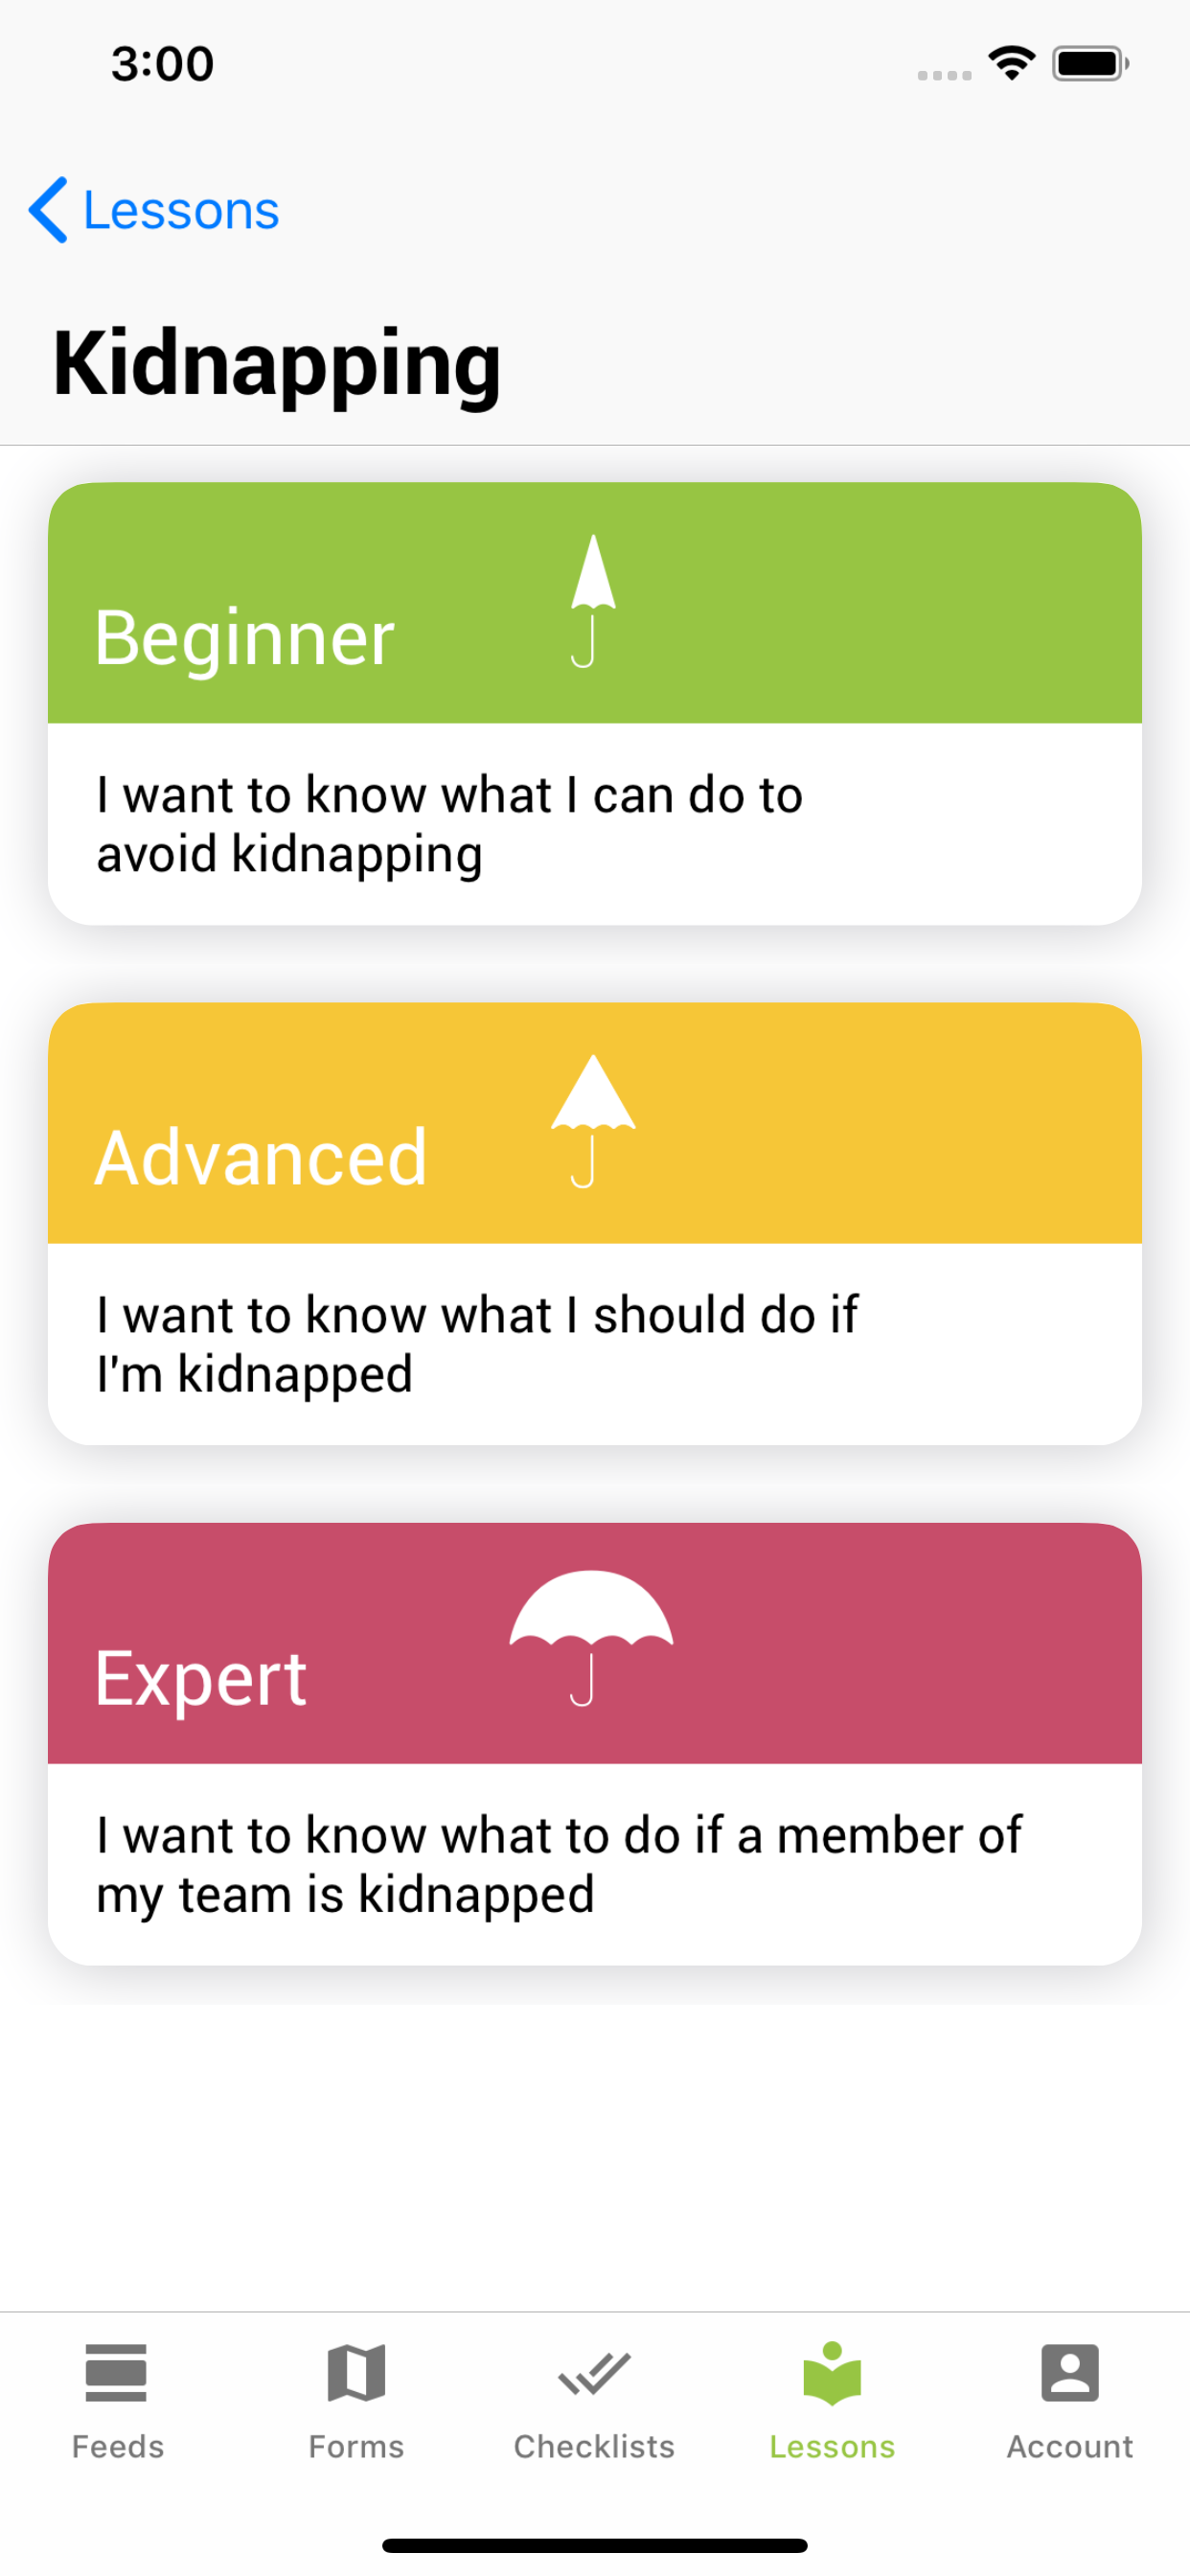 3:00
Lessons
Kidnapping
Beginner
I want to know what I can do to
avoid kidnapping
Advanced
I want to know what I should do if
I'm kidnapped
Expert
I want to know what to do if a member of
my team is kidnapped
Feeds
Forms
Checklists
Lessons
Account